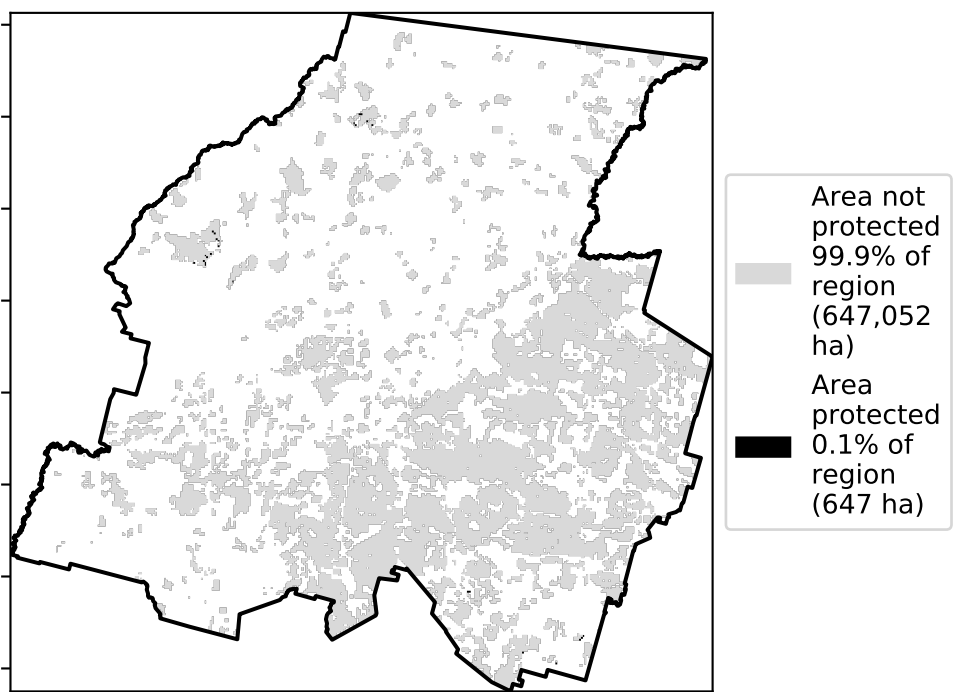 Area not
protected
99.9% of
region
(647,052
ha)
Area
protected
0.1% of
region
(647 ha)